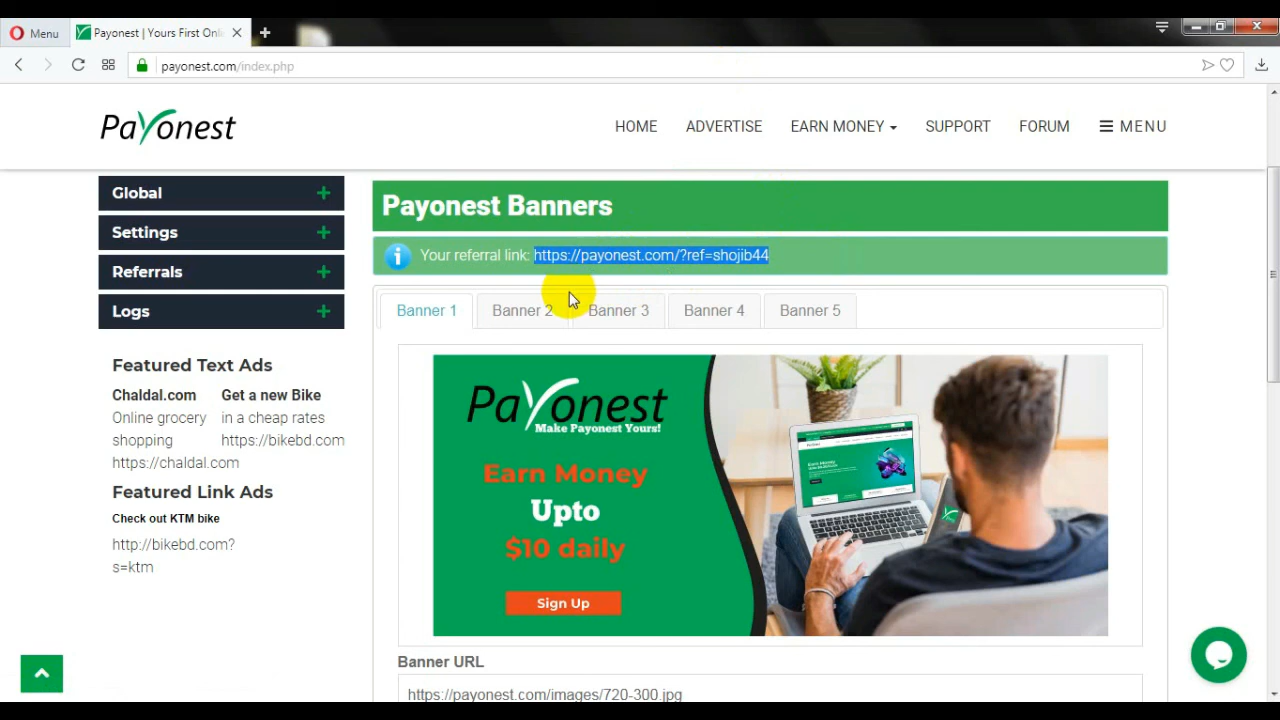 Menu
Payonest | Yours First Onl
payonest.com/index.php
Payonest
HOME
ADVERTISE
EARN MONEY
SUPPORT
FORUM
MENU
Global
Settings
Referrals
Logs
Featured Text Ads
Chaldal.com
Online grocery
shopping
https://chaldal.com
Get a new Bike
in a cheap rates
https://bikebd.com
Featured Link Ads
Check out KTM bike
http://bikebd.com?
s=ktm
Payonest Banners
Your referral link: https://payonest.com/?ref=shojib44
Banner 1
Banner 2
Banner 3
Banner 4
Banner 5
Payonest
Make Payonest Yours!
Earn Money
Upto
$10 daily
Sign Up
Banner URL
https://payonest.com/images/720-300.jpg